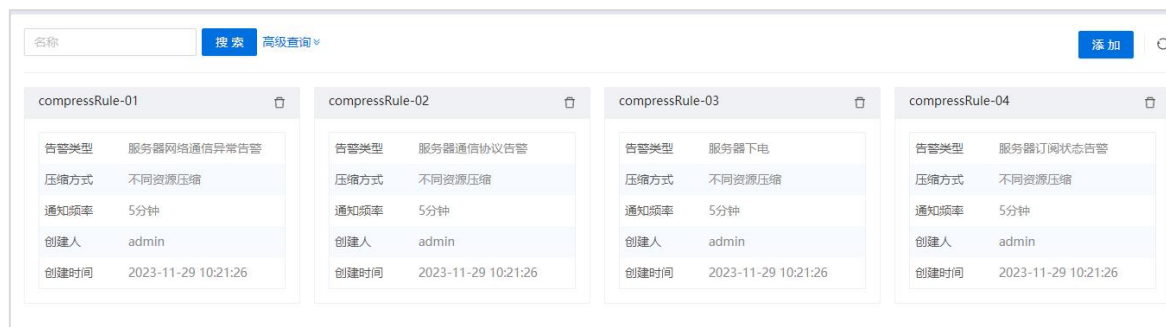 名称 搜索 高级查询 添加
compressRule-01 compressRule-02 compressRule-03 compressRule-04
告警类型 服务器网络通信异常告警 告警类型 服务器通信协议告警 告警类型 服务器下电 告警类型 服务器订阅状态告警
压缩方式 不同资源压缩 压缩方式 不同资源压缩 压缩方式 不同资源压缩 压缩方式 不同资源压缩
通知频率 5分钟 通知频率 5分钟 通知频率 5分钟 通知频率 5分钟
创建人 admin 创建人 admin 创建人 admin 创建人 admin
创建时间 2023-11-29 10:21:26 创建时间 2023-11-29 10:21:26 创建时间 2023-11-29 10:21:26 创建时间 2023-11-29 10:21:26